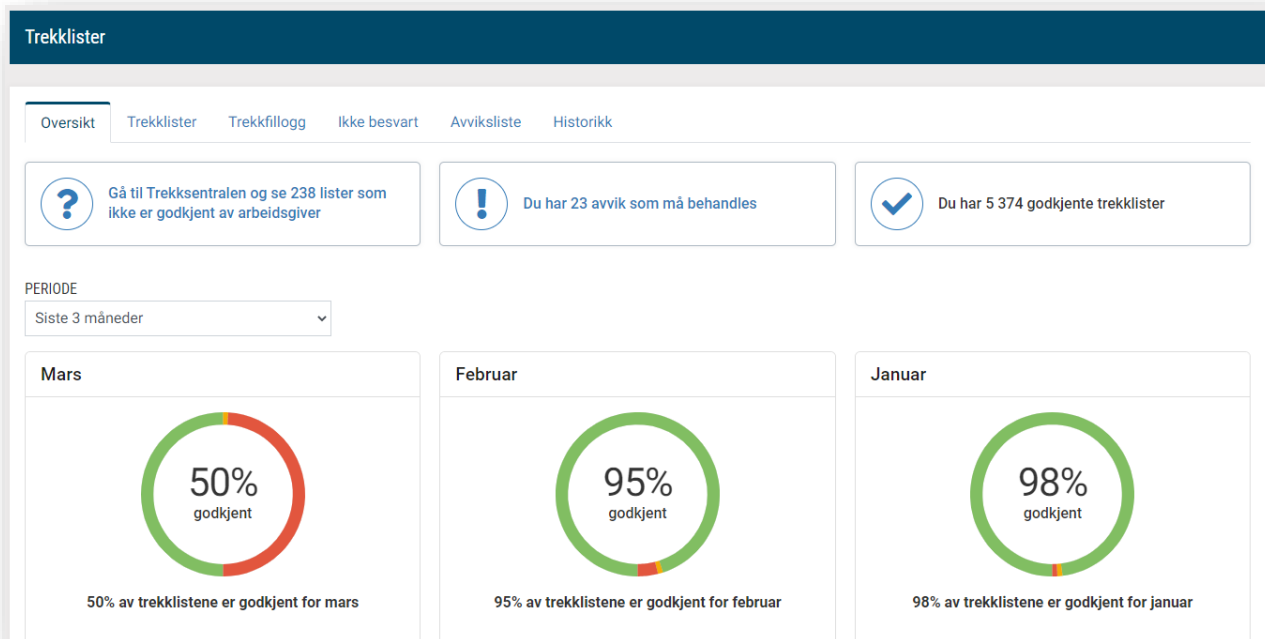 Trekklister
Oversikt Trekklister Trekkfillogg Ikke besvart Avviksliste Historikk
Gå til Trekksentralen og se 238 lister som
ikke er godkjent av arbeidsgiver
Du har 23 avvik som må behandles
Du har 5 374 godkjente trekklister
PERIODE
Siste 3 måneder
Mars
50%
godkjent
50% av trekklistene er godkjent for mars
Februar
95%
godkjent
95% av trekklistene er godkjent for februar
Januar
98%
godkjent
98% av trekklistene er godkjent for januar